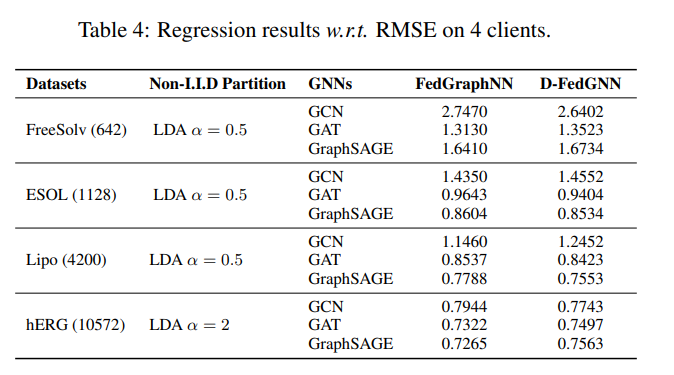 Table 4: Regression results w.r.t. RMSE on 4 clients.
Datasets Non-I.I.D Partition GNNs FedGraphNN D-FedGNN
GCN 2.7470 2.6402
FreeSolv (642) LDA α = 0.5 GAT 1.3130 1.3523
GraphSAGE 1.6410 1.6734
GCN 1.4350 1.4552
ESOL (1128) LDA α = 0.5 GAT 0.9643 0.9404
GraphSAGE 0.8604 0.8534
GCN 1.1460 1.2452
Lipo (4200) LDA α = 0.5 GAT 0.8537 0.8423
GraphSAGE 0.7788 0.7553
GCN 0.7944 0.7743
hERG (10572) LDA α = 2 GAT 0.7322 0.7497
GraphSAGE 0.7265 0.7563